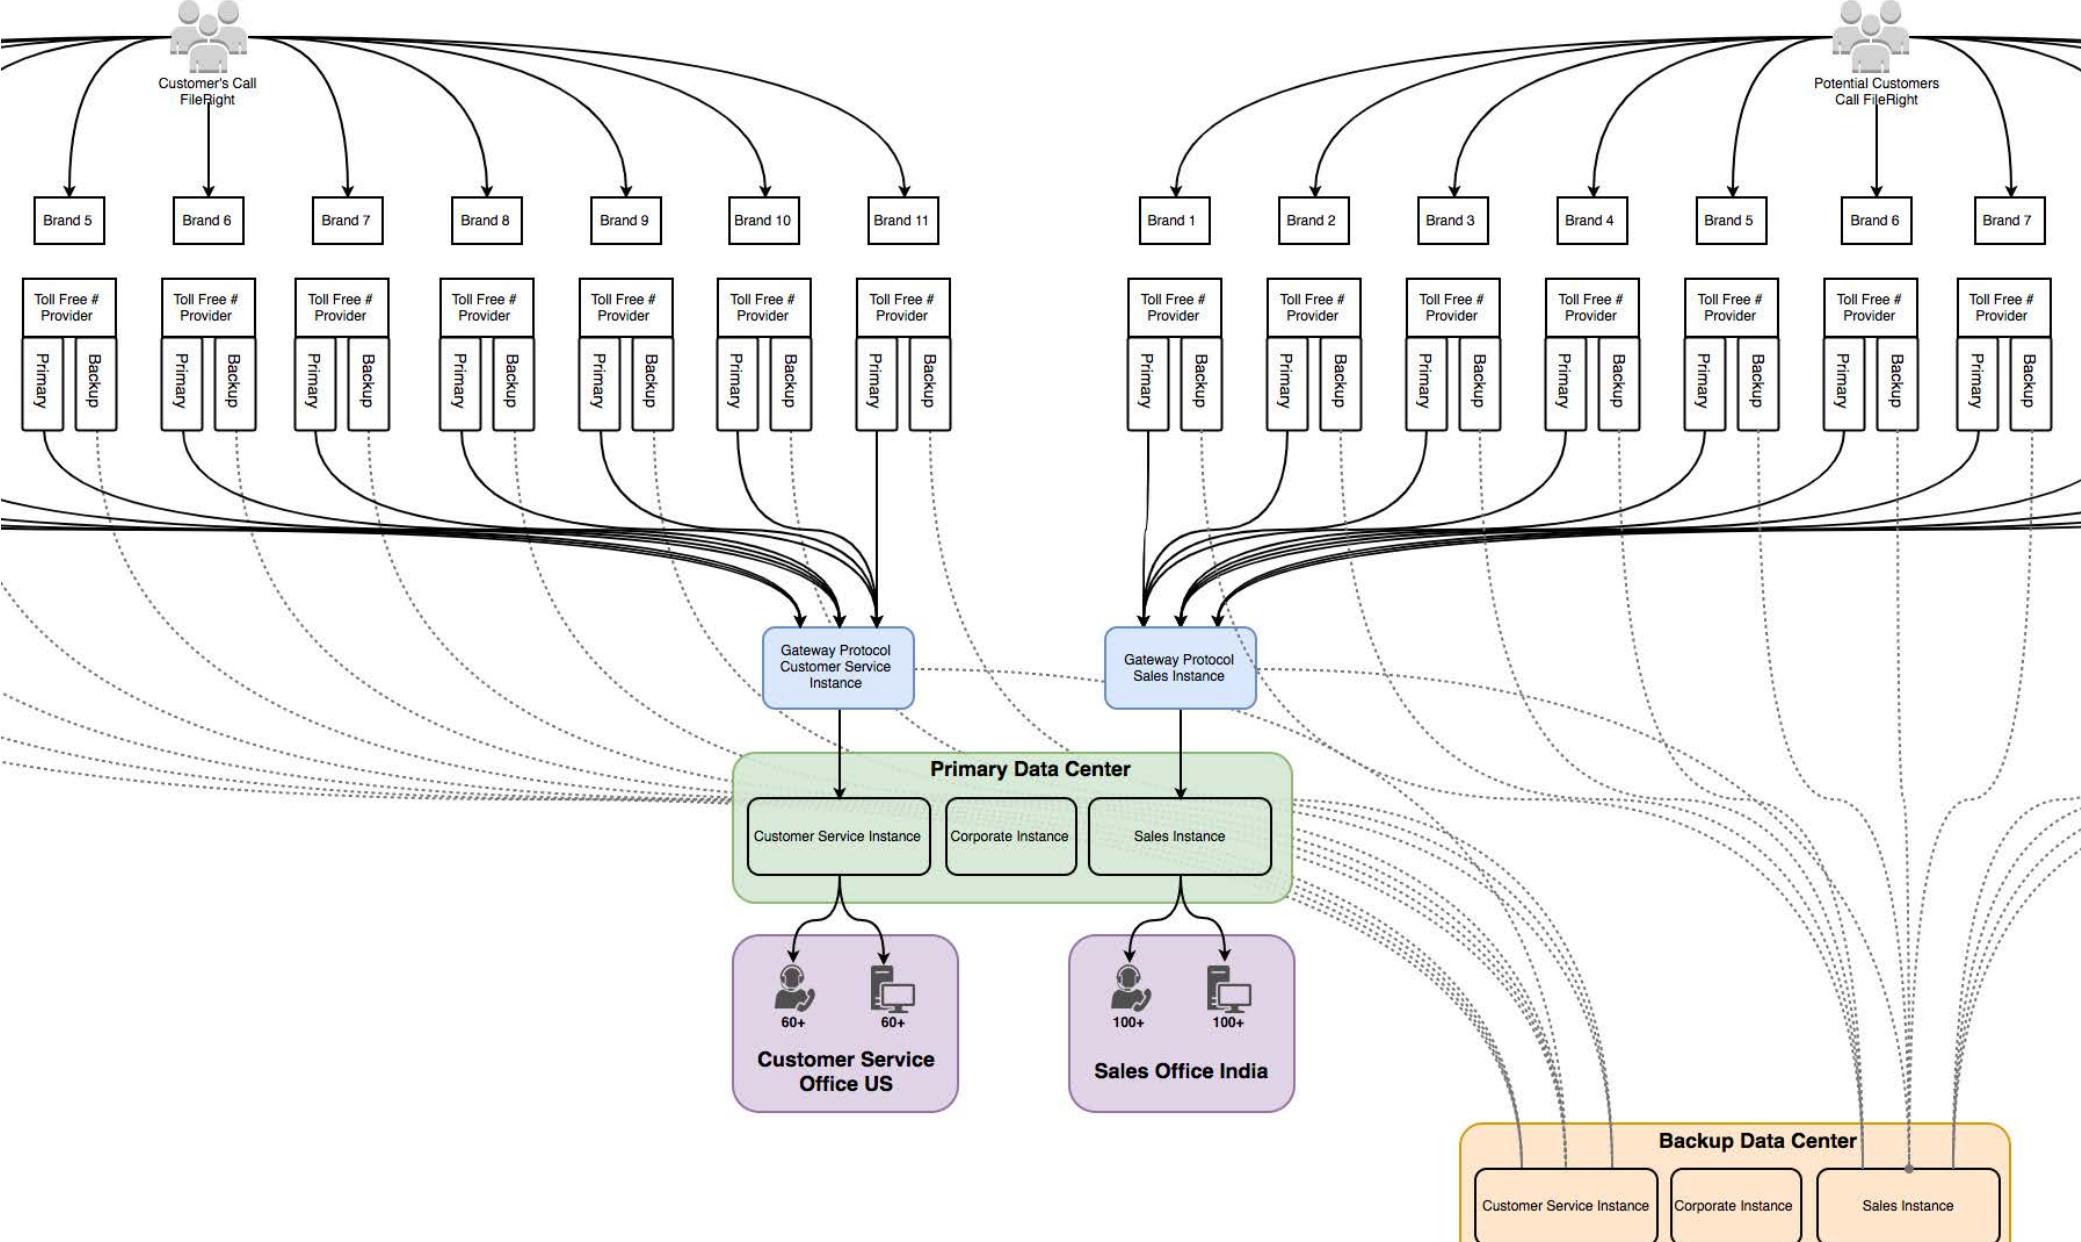 Customer's Call
FileRight
Potential Customers
Call FileRight
Brand 5
Brand 6
Brand 7
Brand 8
Brand 9
Brand 10
Brand 11
Brand 1
Brand 2
Brand 3
Brand 4
Brand 5
Brand 6
Brand 7
Toll Free #
Provider
Toll Free #
Provider
Toll Free #
Provider
Toll Free #
Provider
Toll Free #
Provider
Toll Free #
Provider
Toll Free #
Provider
Toll Free #
Provider
Toll Free #
Provider
Toll Free #
Provider
Toll Free #
Provider
Toll Free #
Provider
Toll Free #
Provider
Toll Free #
Provider
Primary
Backup
Primary
Backup
Primary
Backup
Primary
Backup
Primary
Backup
Primary
Backup
Primary
Backup
Primary
Backup
Primary
Backup
Primary
Backup
Primary
Backup
Primary
Backup
Primary
Backup
Primary
Backup
Gateway Protocol
Customer Service
Instance
Gateway Protocol
Sales Instance
Primary Data Center
Customer Service Instance
Corporate Instance
Sales Instance
60+
60+
Customer Service
Office US
100+
100+
Sales Office India
Backup Data Center
Customer Service Instance
Corporate Instance
Sales Instance